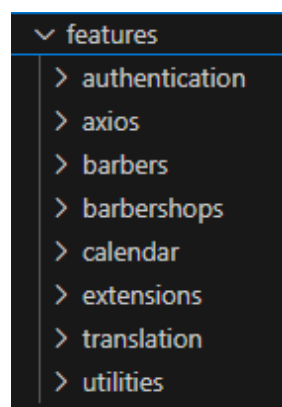 features
authentication
axios
barbers
barbershops
calendar
extensions
translation
utilities